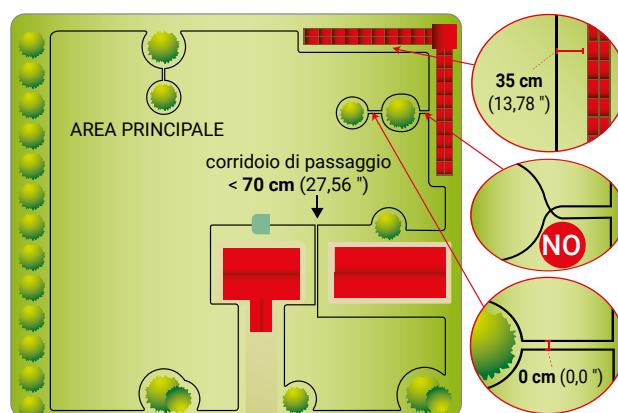 35 cm
(13,78 ")
AREA PRINCIPALE
corridoio di passaggio
< 70 cm (27,56 ")
NO
0 cm (0,0 ")